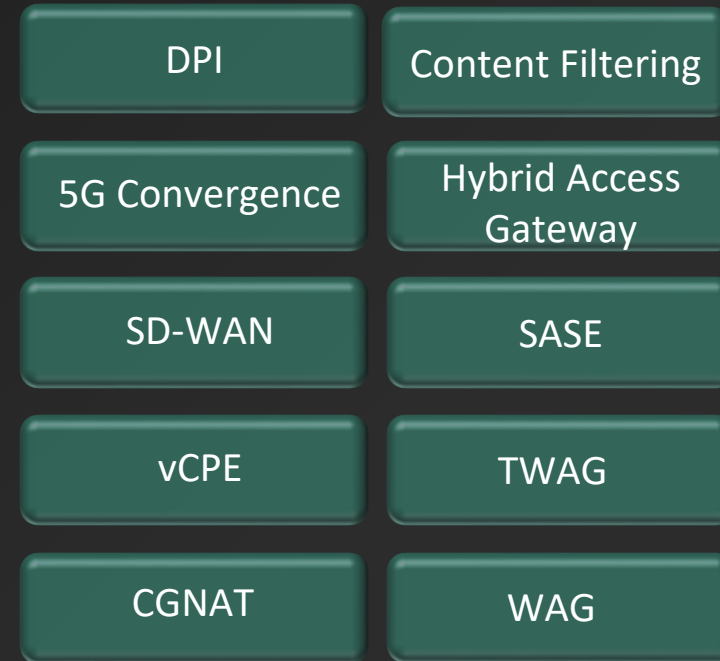 DPI
Content Filtering
5G Convergence
Hybrid Access
Gateway
SD-WAN
SASE
vCPE
TWAG
CGNAT
WAG